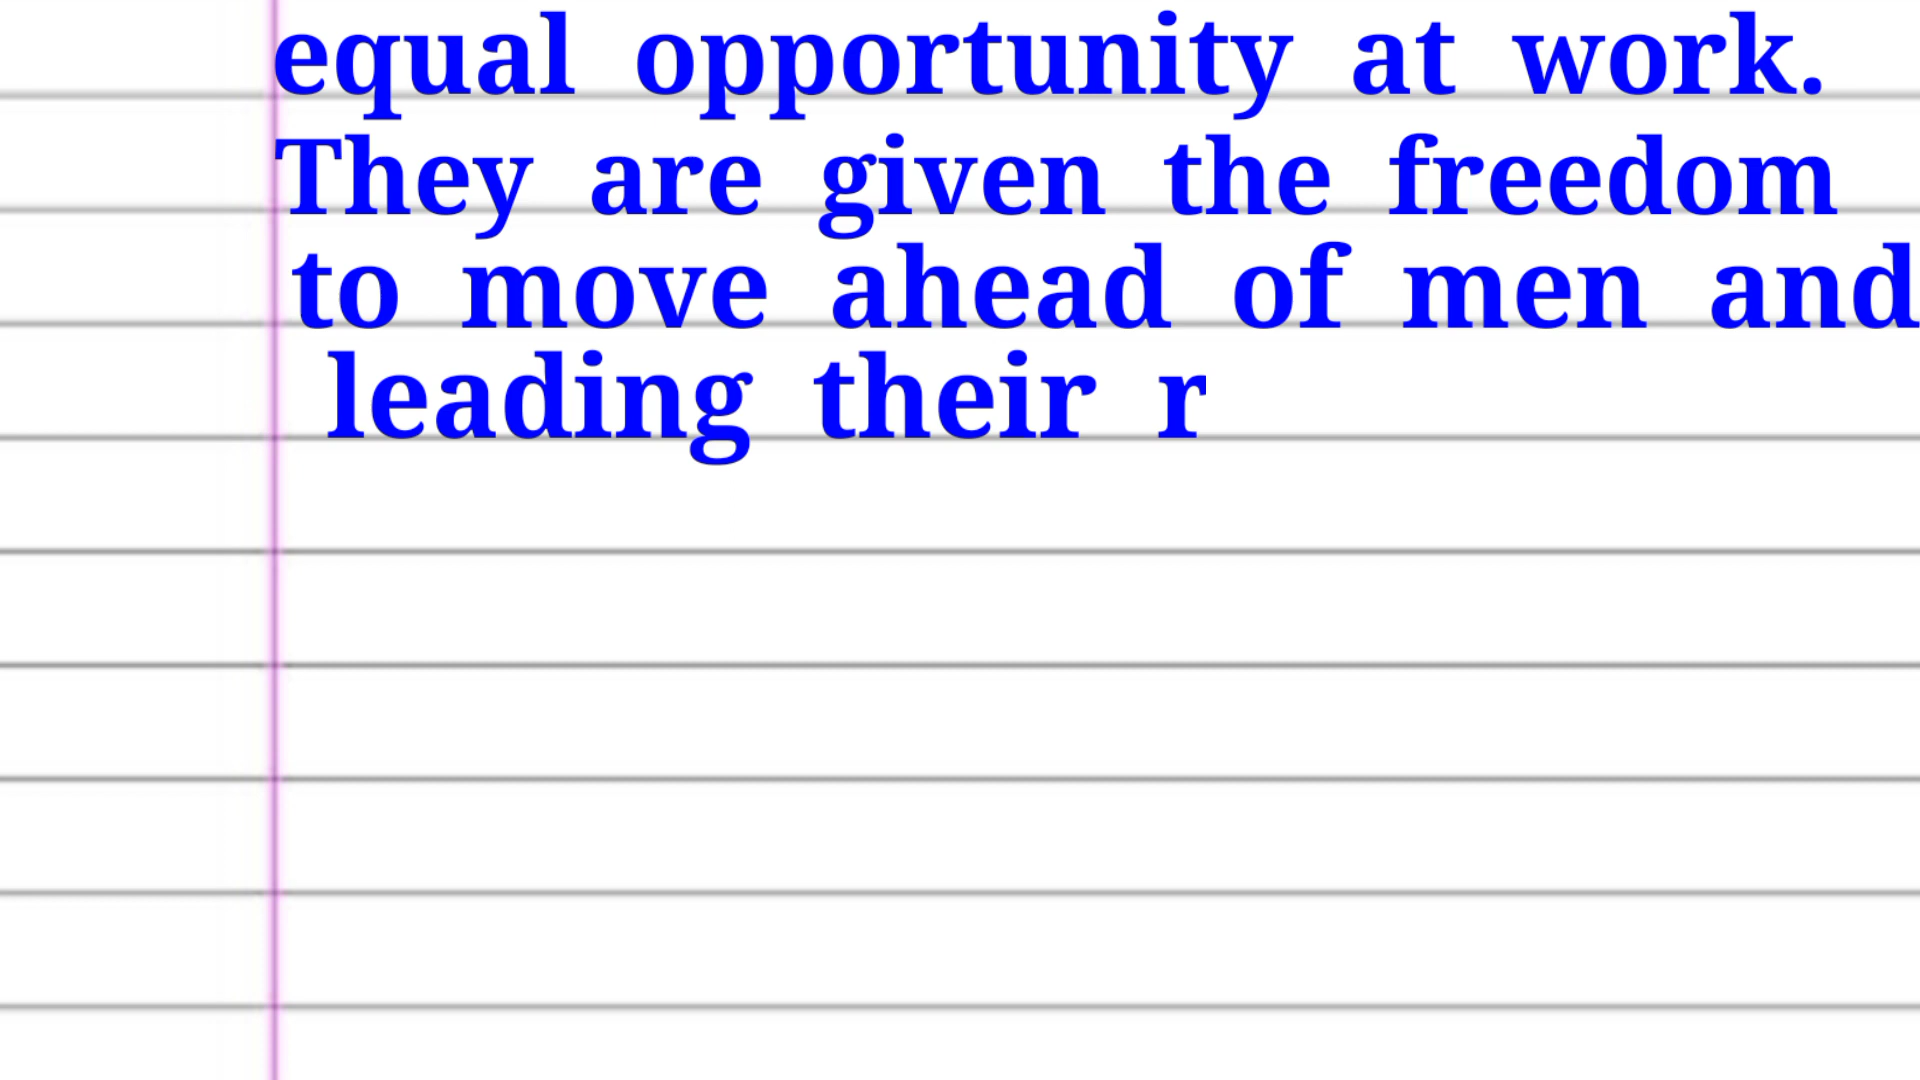 equal opportunity at work.
They are given the freedom
to move ahead of men and
leading their r